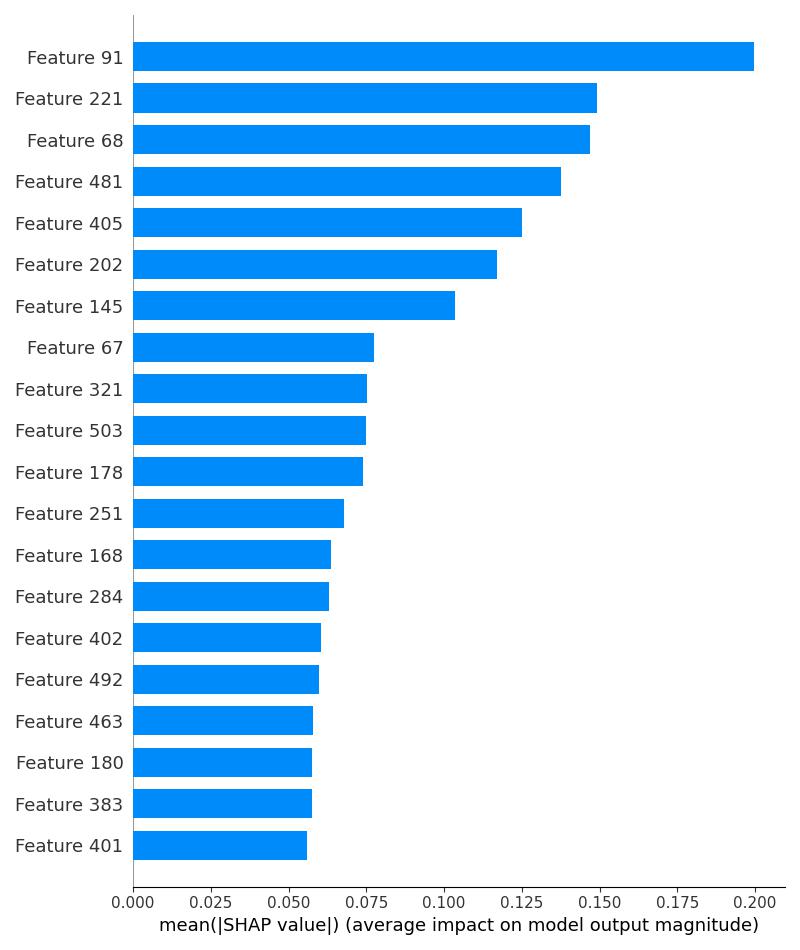 Feature 91
Feature 221
Feature 68
Feature 481
Feature 405
Feature 202
Feature 145
Feature 67
Feature 321
Feature 503
Feature 178
Feature 251
Feature 168
Feature 284
Feature 402
Feature 492
Feature 463
Feature 180
Feature 383
Feature 401
0.000 0.025 0.050 0.075 0.100 0.125 0.150 0.175 0.200
mean(|SHAP value|) (average impact on model output magnitude)